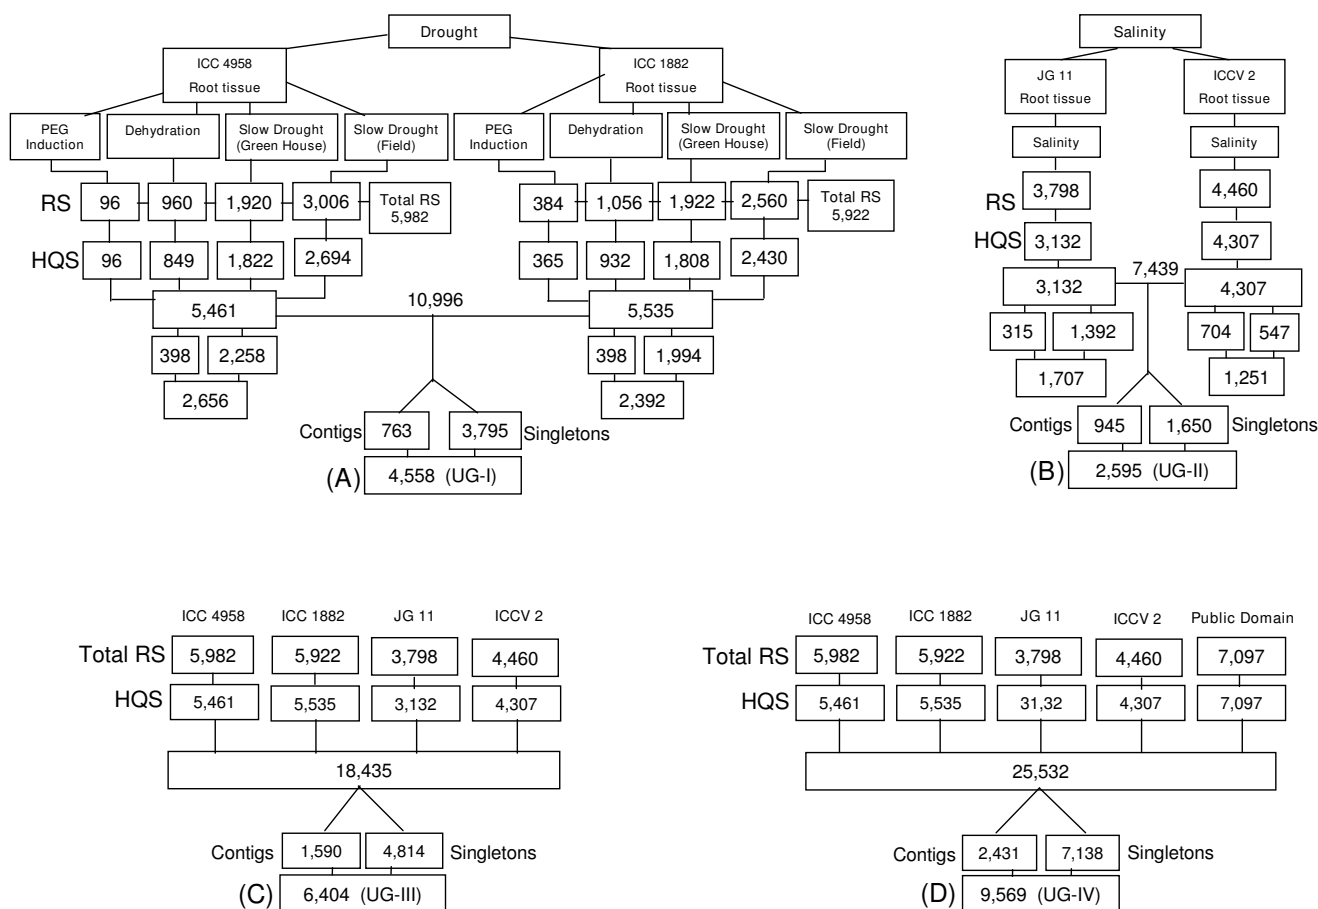 Drought
ICC 4958
Root tissue
ICC 1882
Root tissue
PEG
Induction
Dehydration
Slow Drought
(Green House)
Slow Drought
(Field)
PEG
Induction
Dehydration
Slow Drought
(Green House)
Slow Drought
(Field)
RS
96
960
1,920
3,006
Total RS
5,982
384
1,056
1,922
2,560
Total RS
5,922
HQS
96
849
1,822
2,694
365
932
1,808
2,430
5,461
10,996
5,535
398
2,258
398
1,994
2,656
2,392
Contigs
763
3,795
Singletons
(A)
4,558 (UG-I)
Salinity
JG 11
Root tissue
ICCV 2
Root tissue
Salinity
Salinity
RS
3,798
4,460
HQS
3,132
4,307
3,132
7,439
4,307
315
1,392
704
547
1,707
1,251
Contigs
945
1,650
Singletons
(B)
2,595 (UG-II)
ICC 4958
ICC 1882
JG 11
ICCV 2
Total RS
5,982
5,922
3,798
4,460
HQS
5,461
5,535
3,132
4,307
18,435
Contigs
1,590
4,814
Singletons
(C)
6,404 (UG-III)
ICC 4958
ICC 1882
JG 11
ICCV 2
Public Domain
Total RS
5,982
5,922
3,798
4,460
7,097
HQS
5,461
5,535
31,32
4,307
7,097
25,532
Contigs
2,431
7,138
Singletons
(D)
9,569 (UG-IV)